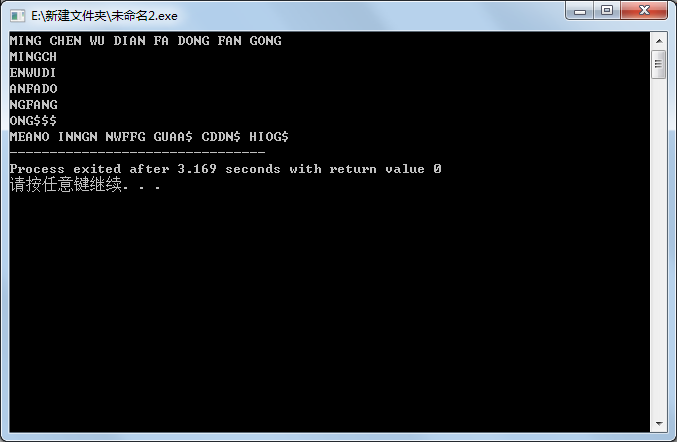 E:\新建文件夹\未命名2.exe
MING CHEN WU DIAN FA DONG FAN GONG
MINGCH
ENWUDI
ANFADO
NGFANG
ONG$$$
MEANO INNGN NWFFG GUAA$ CDDN$ HIOG$
--------------------------------
Process exited after 3.169 seconds with return value 0
请按任意键继续. . .